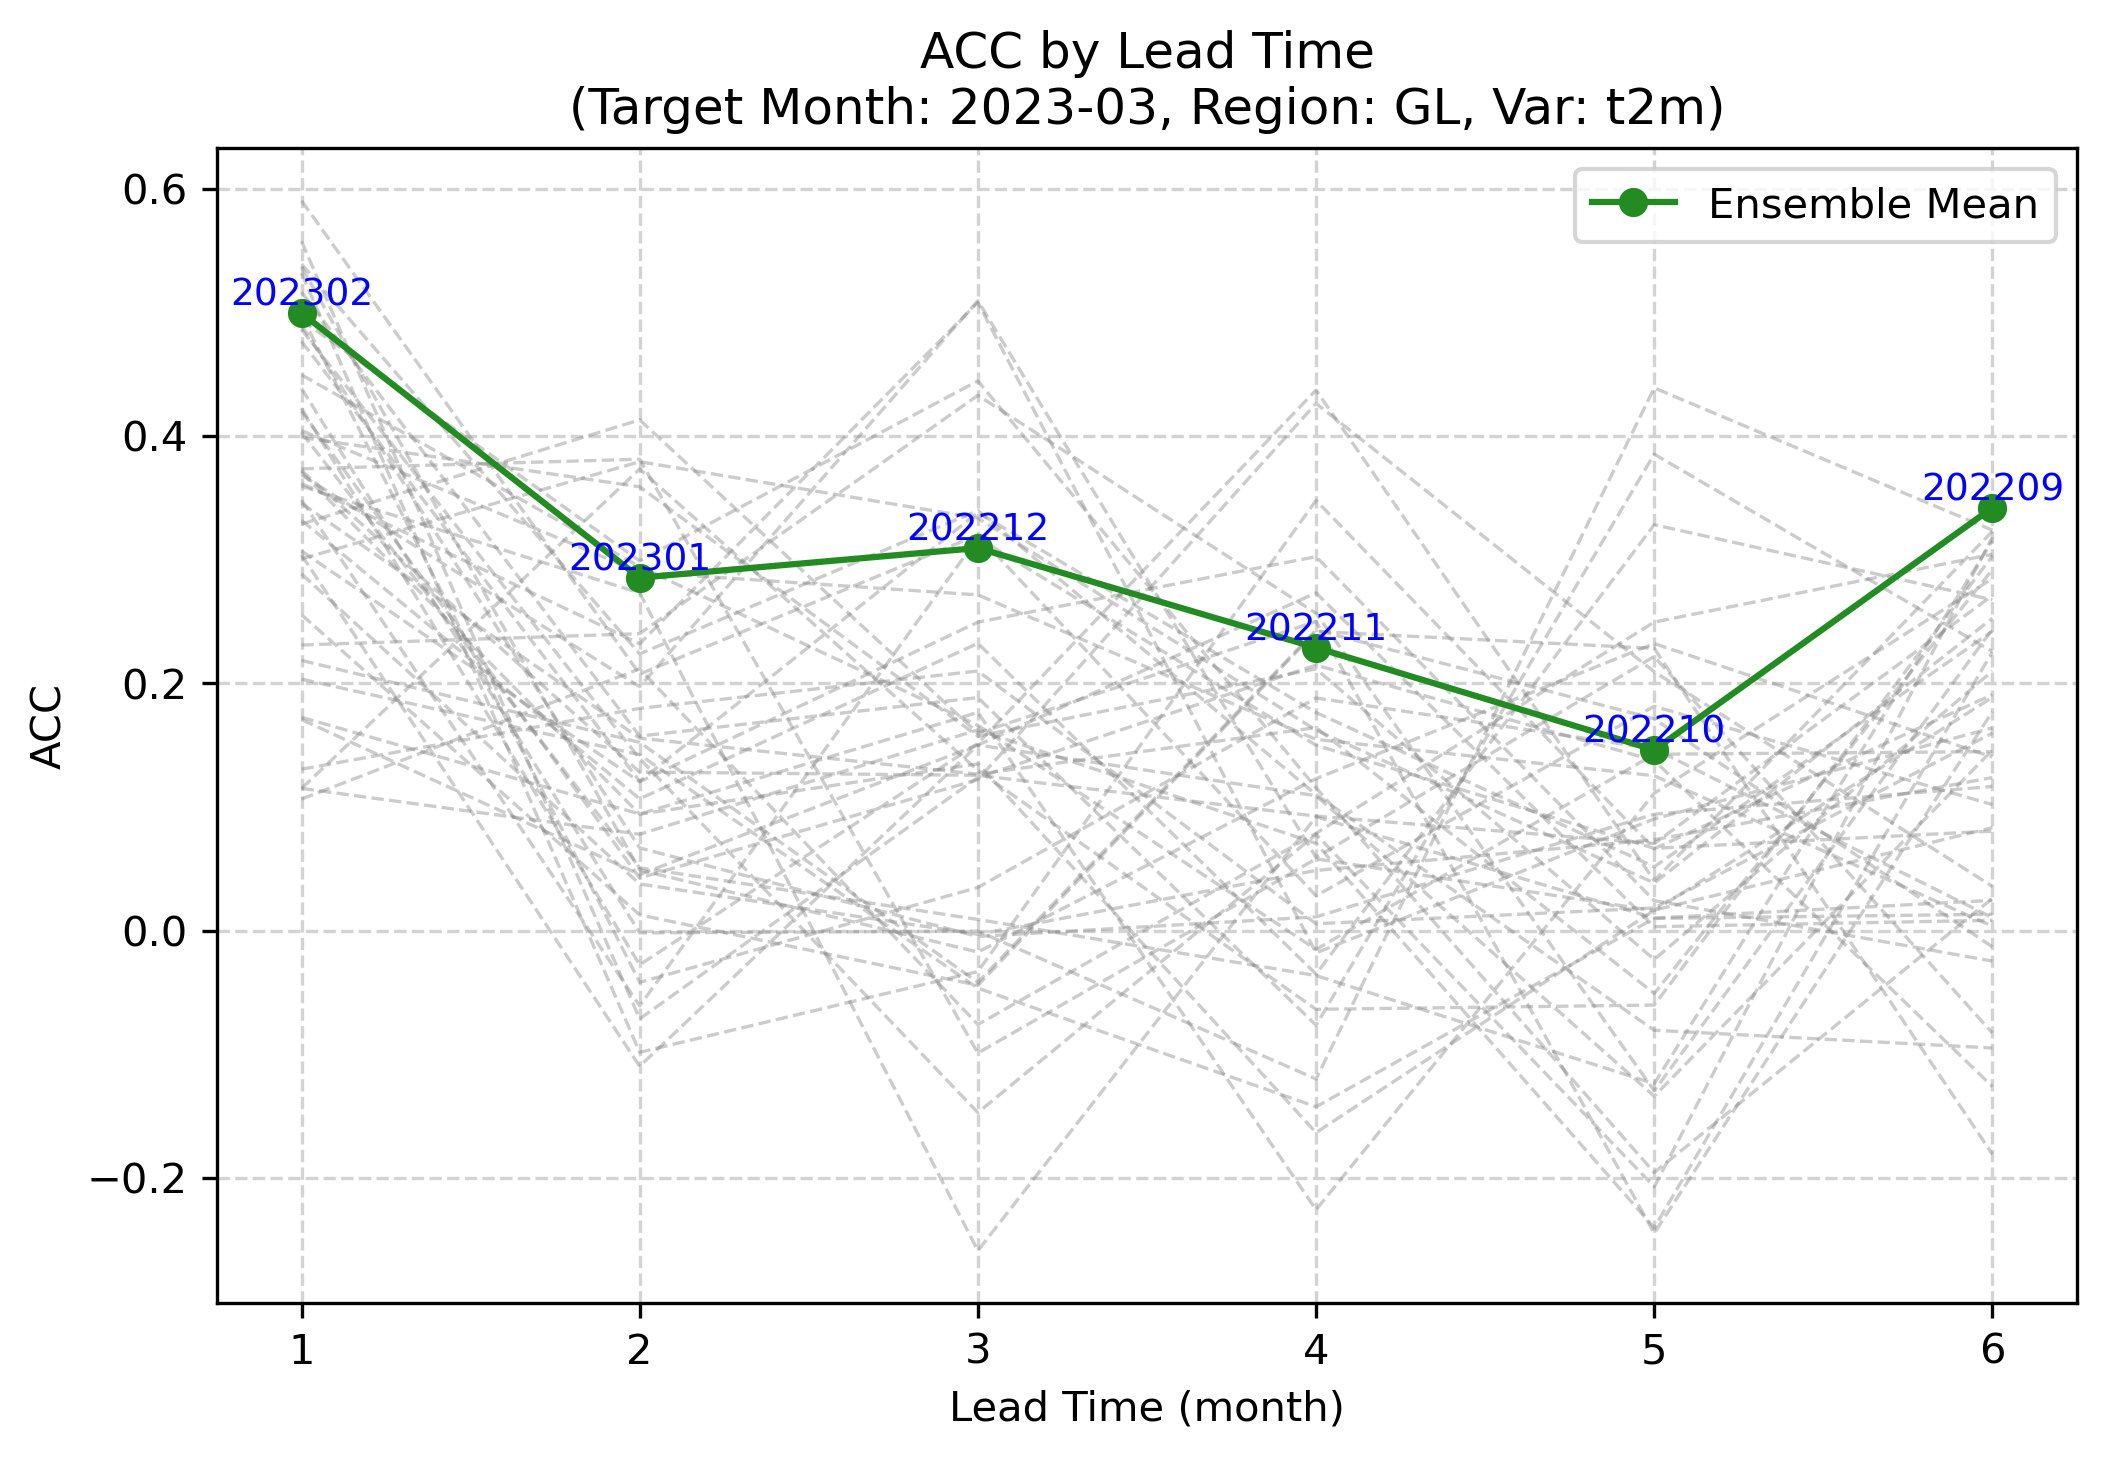 ACC by Lead Time
(Target Month: 2023-03, Region: GL, Var: t2m)
Ensemble Mean
0.6
0.4
0.2
0.0
−0.2
ACC
202302
202301
202212
202211
202210
202209
1 2 3 4 5 6
Lead Time (month)